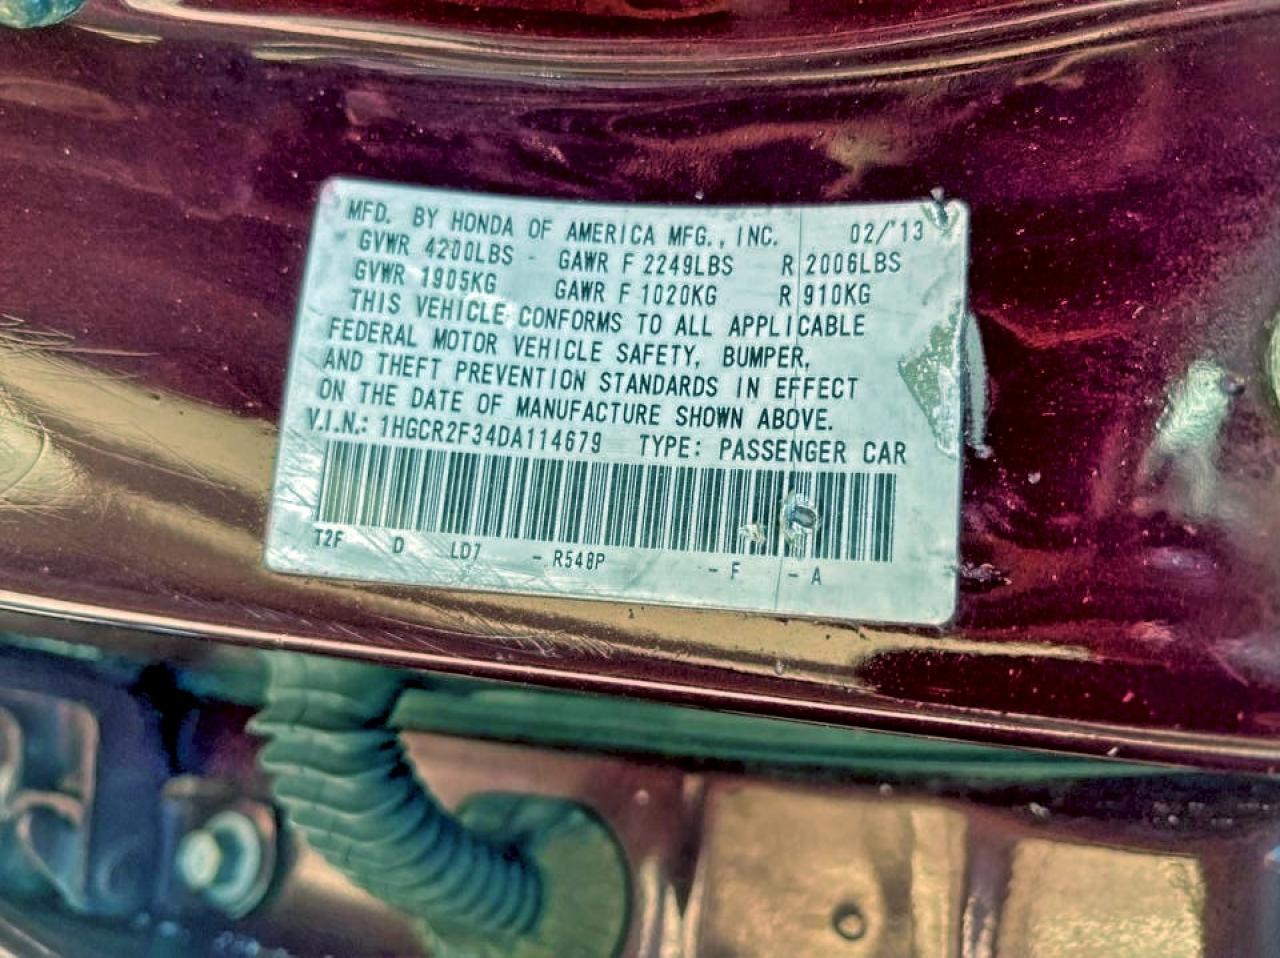 MFD. BY HONDA OF AMERICA MFG., INC. 02/13
GVWR 4200LBS GAWR F 2249LBS R 2006LBS
GVWR 1905KG GAWR F 1020KG R 910KG
THIS VEHICLE CONFORMS TO ALL APPLICABLE
FEDERAL MOTOR VEHICLE SAFETY, BUMPER,
AND THEFT PREVENTION STANDARDS IN EFFECT
ON THE DATE OF MANUFACTURE SHOWN ABOVE.
V.I.N.: 1HGCR2F34DA114679 TYPE: PASSENGER CAR
T2F D LD7 - R548P - F - A